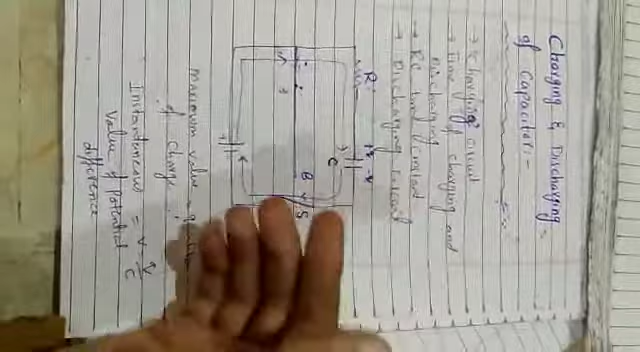 Charging & Discharging =
of Capacitor:-
→ Charging circuit
→ Time of charging and
Discharging
→ RC time Constant
→ Discharging circuit
R
C
B
S
Maximum value
of charge
Instantaneous = V
value of potential
difference
C